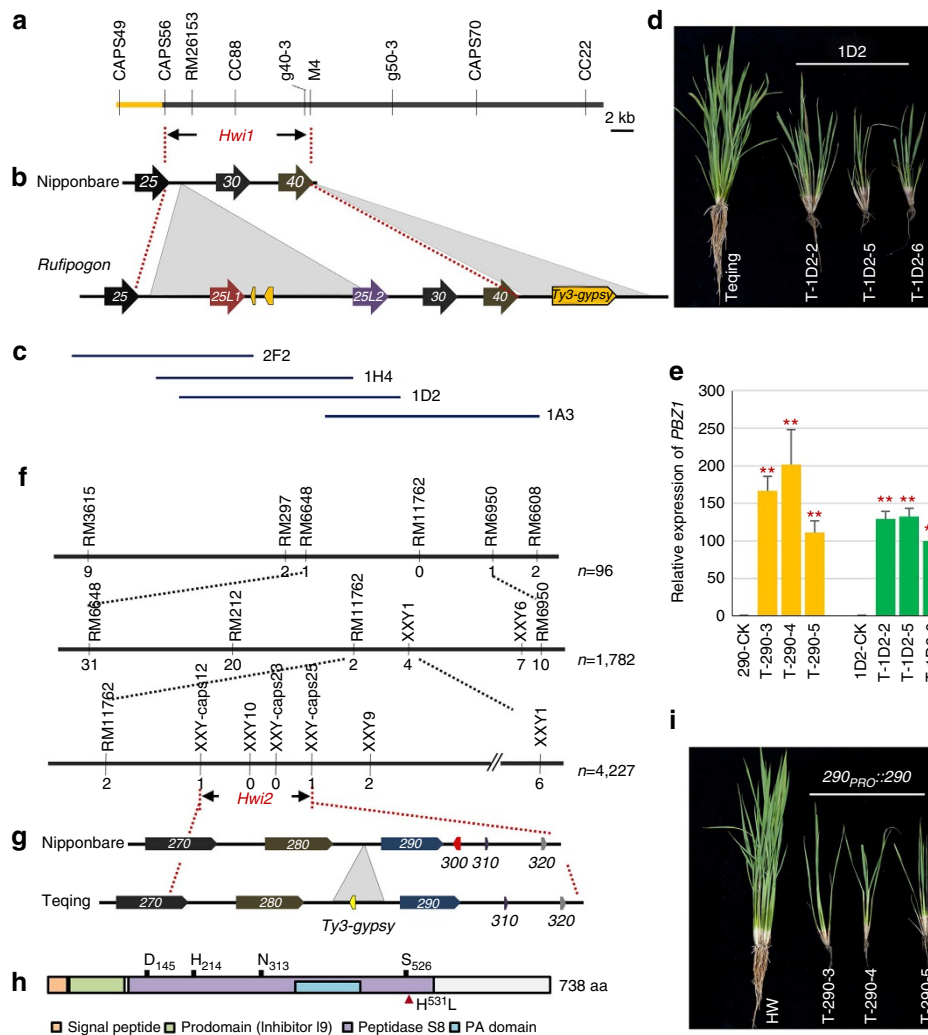 a
CAPS49 CAPS56 RM26153 CC88 g40-3 M4 g50-3 CAPS70 CC22
2 kb
Hwi1
b
Nipponbare 25 30 40
Rufipogon
25 25L1 25L2 30 40 Ty3-gypsy
c
2F2
1H4
1D2
1A3
d
1D2
Teqing T-1D2-2 T-1D2-5 T-1D2-6
e
Relative expression of PBZ1
300
250
200
150
100
50
0
** ** ** ** **
290-CK T-290-3 T-290-4 T-290-5 1D2-CK T-1D2-2 T-1D2-5
f
RM3615 RM297 RM6648 RM11762 RM6950 RM6608
9 2 1 0 1 2 n=96
RM6648 RM212 RM11762 XXY1 XXY6 RM6950
31 20 2 4 7 10 n=1,782
RM11762 XXY-caps12 XXY10 XXY-caps23 XXY-caps25 XXY9 XXY1
2 1 0 0 1 2 6 n=4,227
Hwi2
g
Nipponbare 270 280 290 300 310 320
Teqing 270 280 290 310 320
Ty3-gypsy
h
D145 H214 N313 S526
738 aa
H531L
Signal peptide Prodomain (Inhibitor I9) Peptidase S8 PA domain
i
290PRO::290
HW T-290-3 T-290-4 T-290-5